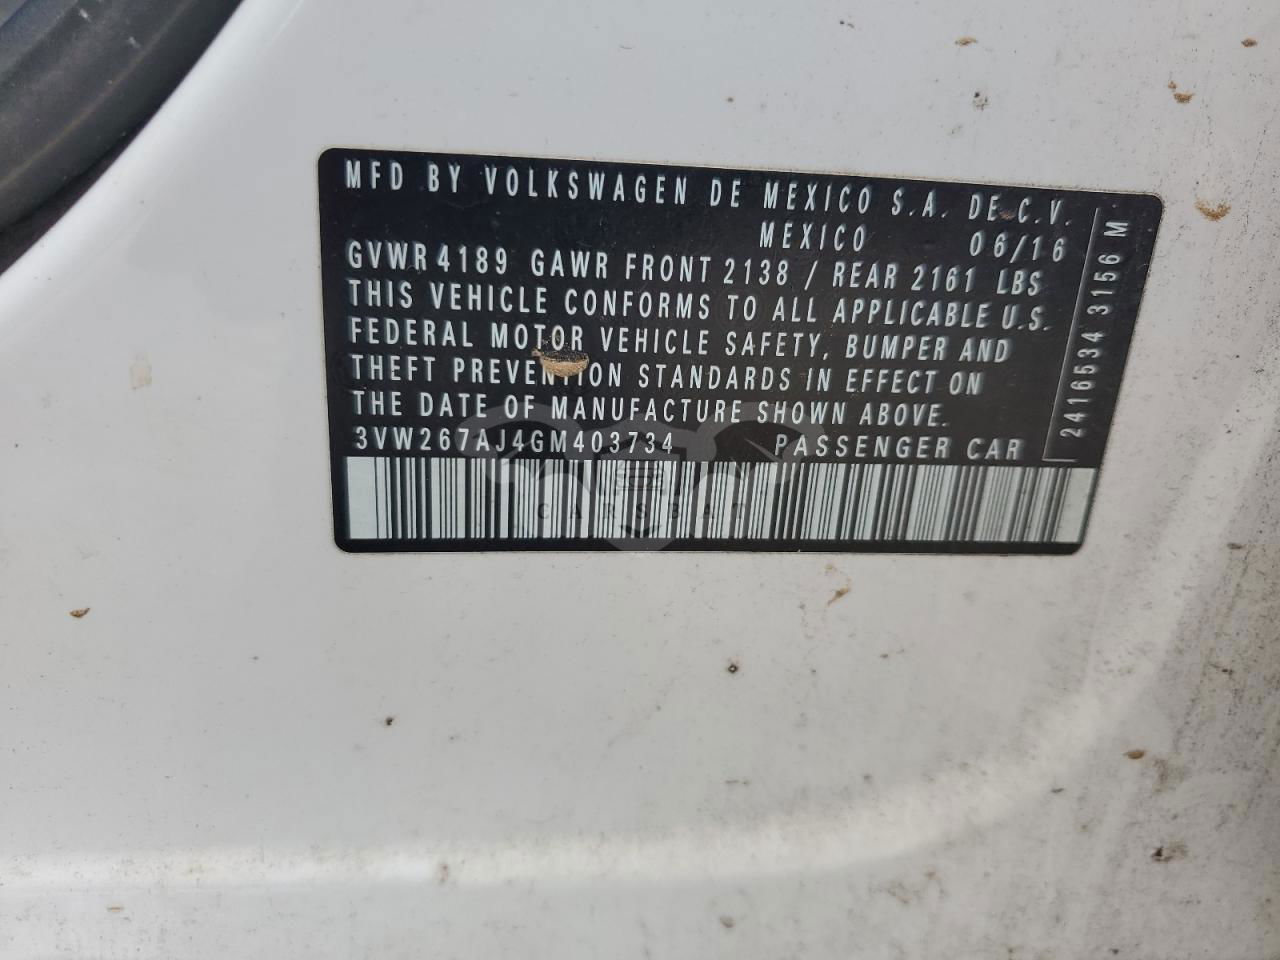 MFD BY VOLKSWAGEN DE MEXICO S.A. DE C.V.
MEXICO 06/16
GVWR 4189 GAWR FRONT 2138 / REAR 2161 LBS
THIS VEHICLE CONFORMS TO ALL APPLICABLE U.S.
FEDERAL MOTOR VEHICLE SAFETY, BUMPER AND
THEFT PREVENTION STANDARDS IN EFFECT ON
THE DATE OF MANUFACTURE SHOWN ABOVE.
3VW267AJ4GM403734 PASSENGER CAR
2416534 3156 M
CARSBAD